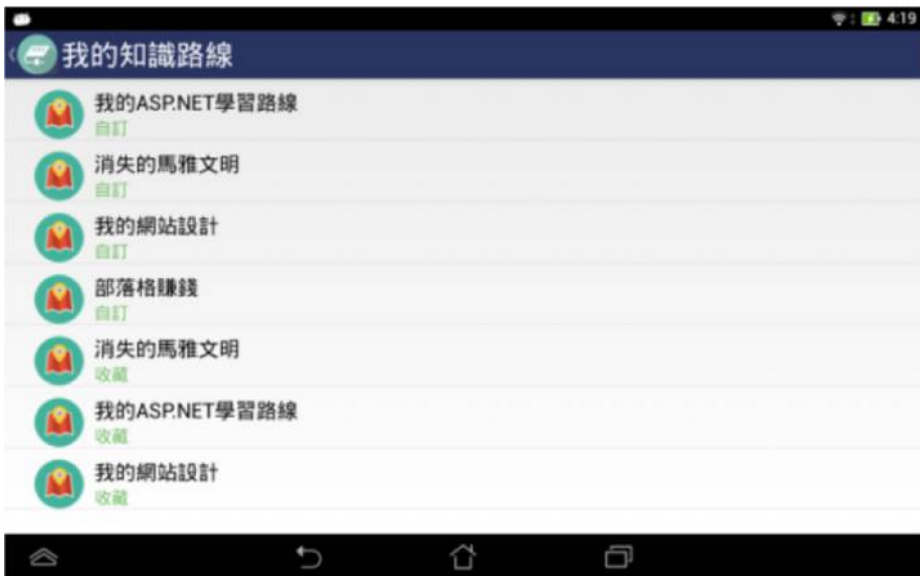 4:19
我的知識路線
我的ASP.NET學習路線
自訂
消失的馬雅文明
自訂
我的網站設計
自訂
部落格賺錢
自訂
消失的馬雅文明
收藏
我的ASP.NET學習路線
收藏
我的網站設計
收藏